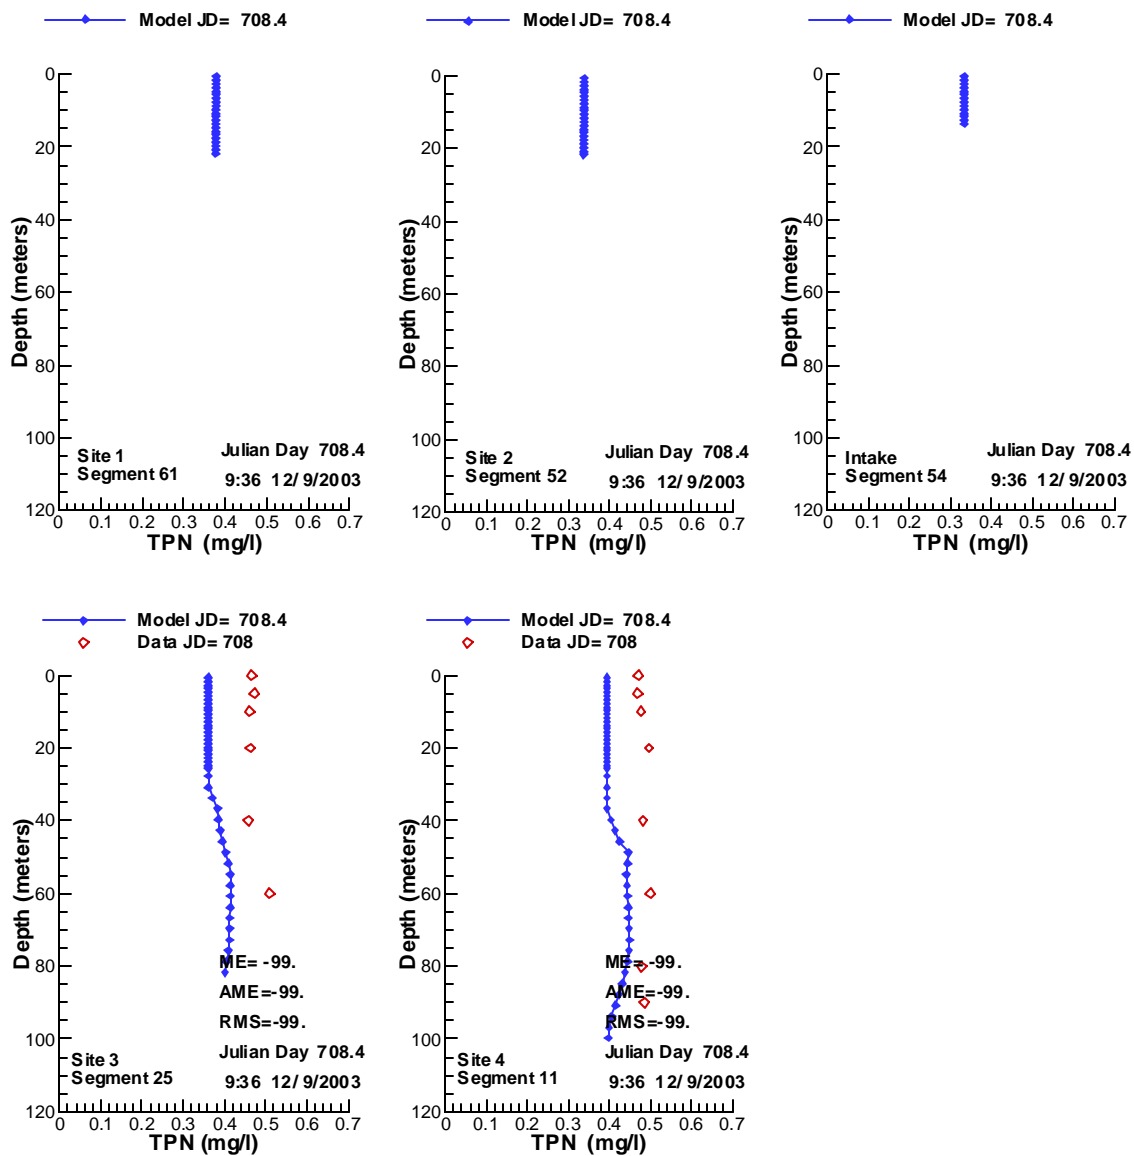 Model JD= 708.4
0
20
40
60
80
100
120
Depth (meters)
Site 1
Segment 61
Julian Day 708.4
9:36 12/ 9/2003
0 0.1 0.2 0.3 0.4 0.5 0.6 0.7
TPN (mg/l)
Model JD= 708.4
0
20
40
60
80
100
120
Depth (meters)
Site 2
Segment 52
Julian Day 708.4
9:36 12/ 9/2003
0 0.1 0.2 0.3 0.4 0.5 0.6 0.7
TPN (mg/l)
Model JD= 708.4
0
20
40
60
80
100
120
Depth (meters)
Intake
Segment 54
Julian Day 708.4
9:36 12/ 9/2003
0 0.1 0.2 0.3 0.4 0.5 0.6 0.7
TPN (mg/l)
Model JD= 708.4
Data JD= 708
0
20
40
60
80
100
120
Depth (meters)
ME= -99.
AME=-99.
RMS=-99.
Site 3
Segment 25
Julian Day 708.4
9:36 12/ 9/2003
0 0.1 0.2 0.3 0.4 0.5 0.6 0.7
TPN (mg/l)
Model JD= 708.4
Data JD= 708
0
20
40
60
80
100
120
Depth (meters)
ME= -99.
AME=-99.
RMS=-99.
Site 4
Segment 11
Julian Day 708.4
9:36 12/ 9/2003
0 0.1 0.2 0.3 0.4 0.5 0.6 0.7
TPN (mg/l)